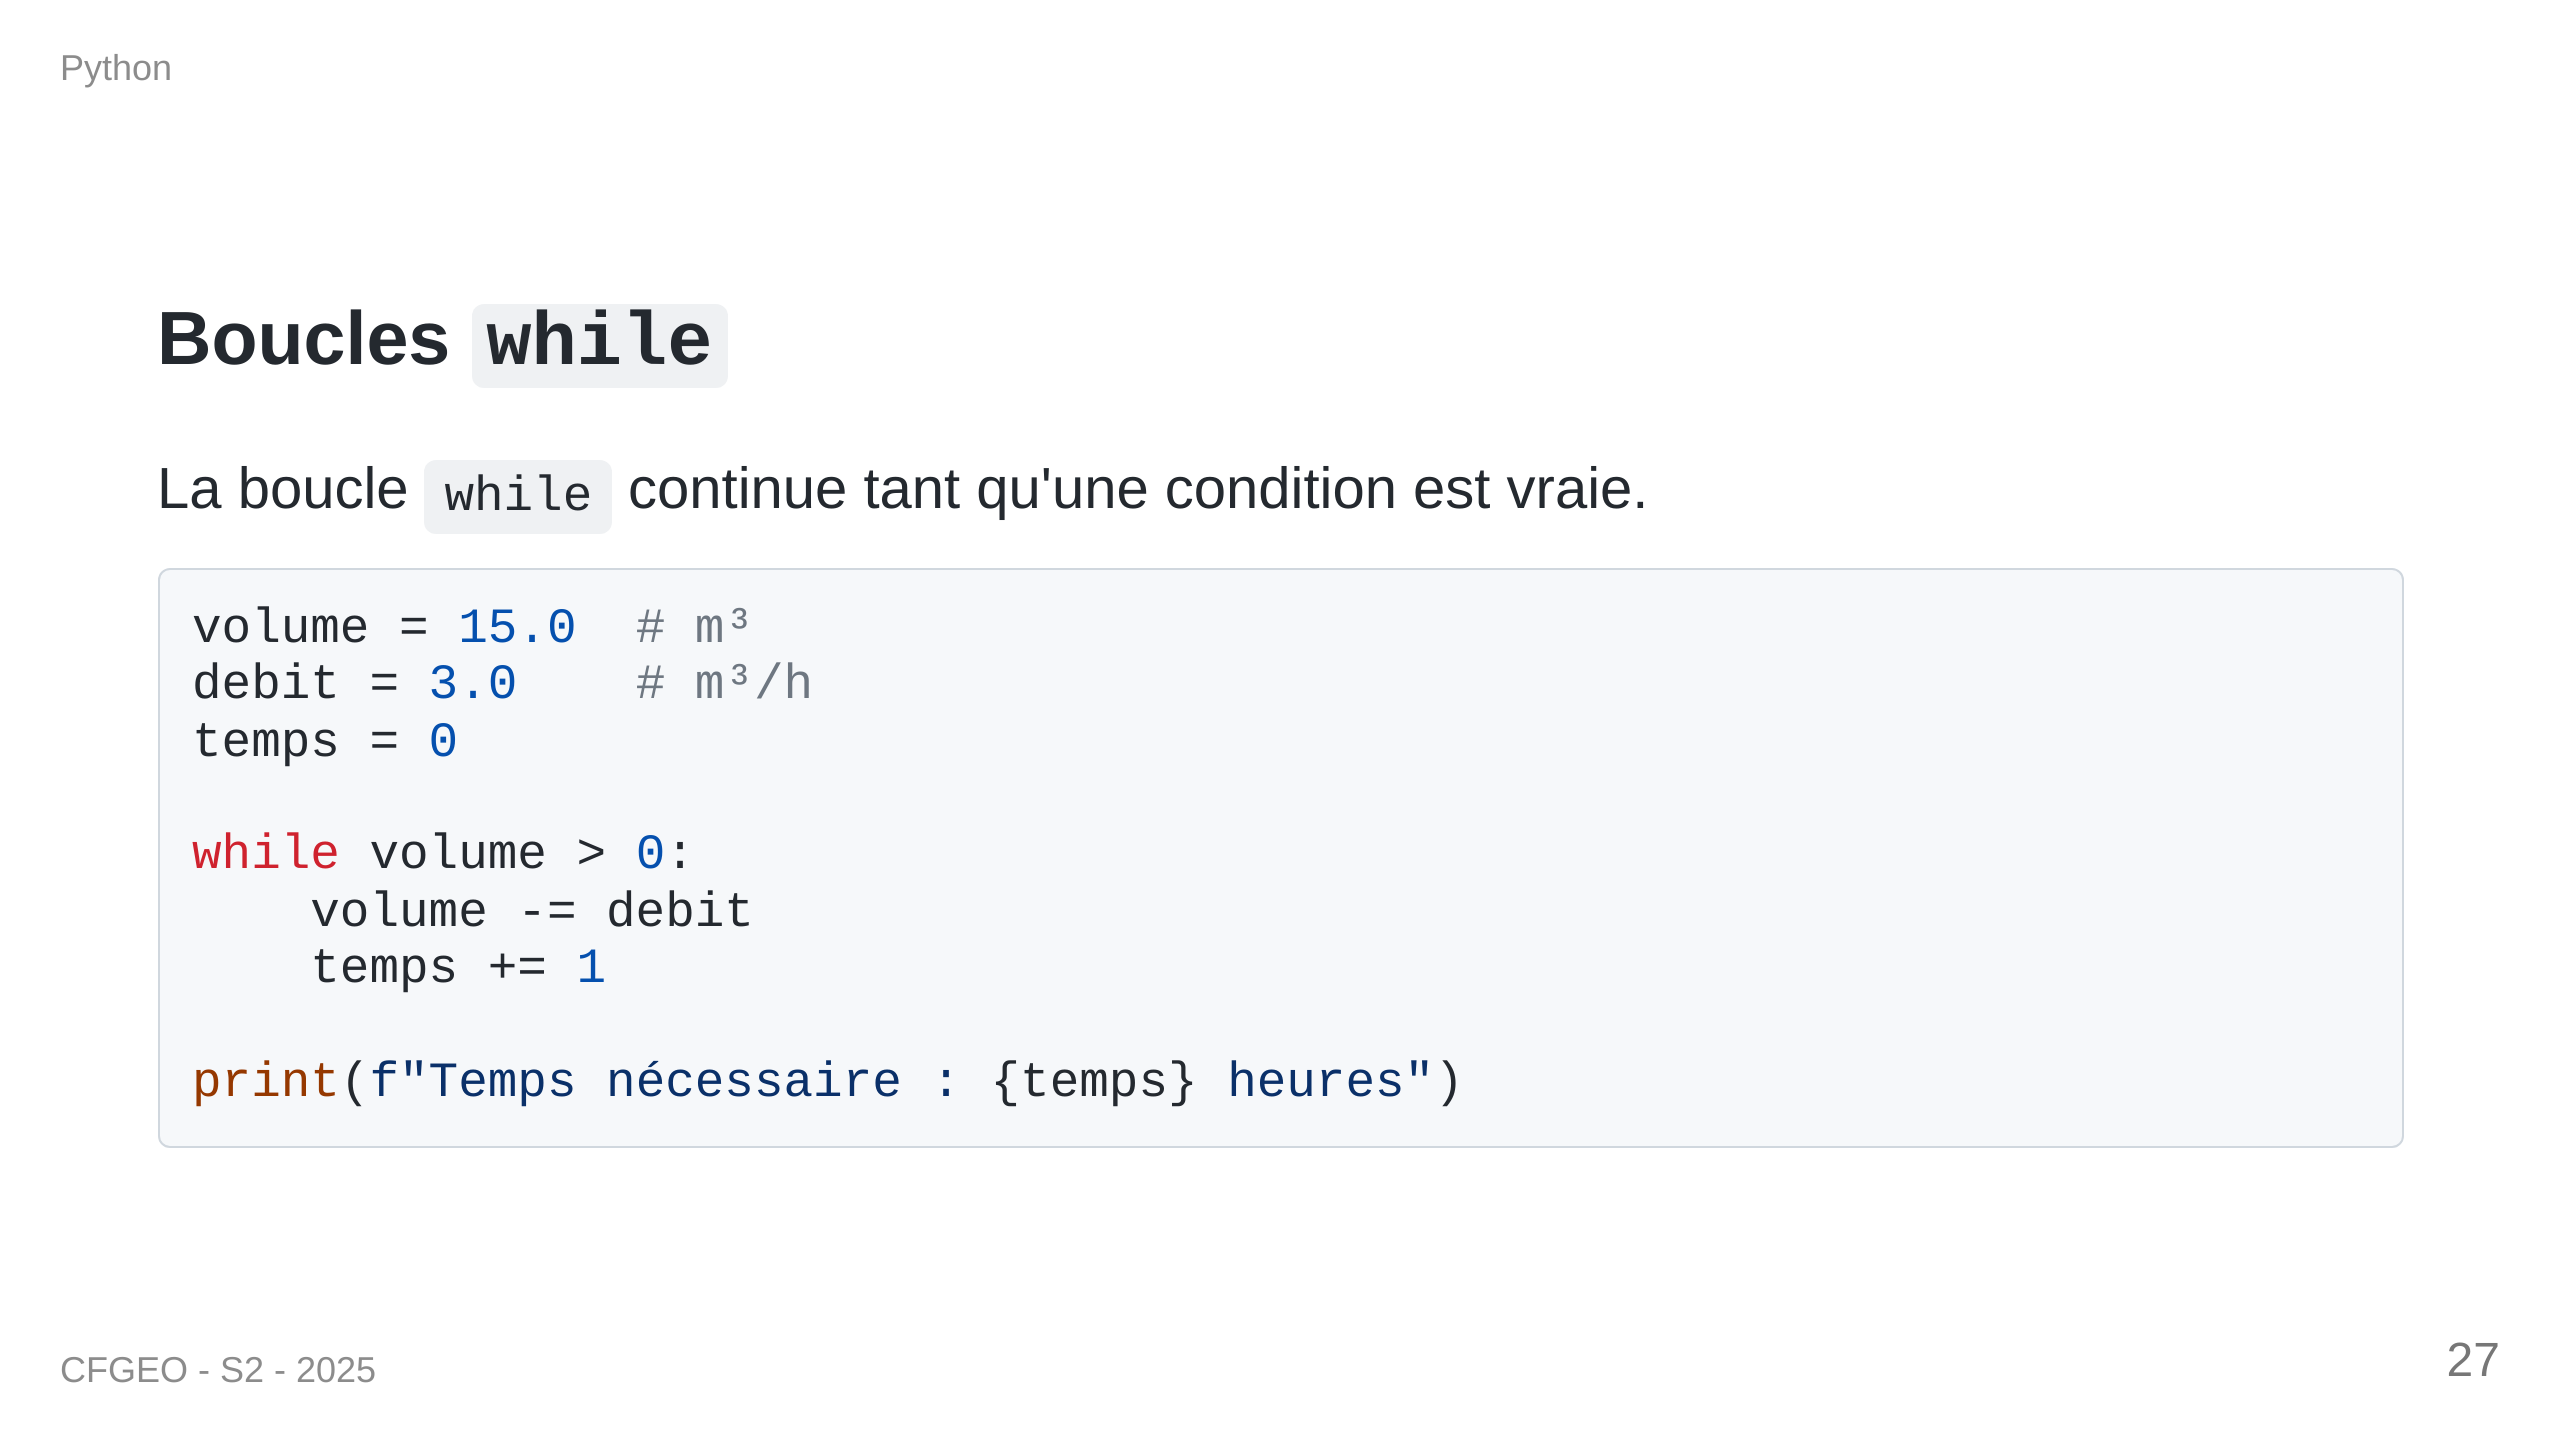 Python
Boucles while
La boucle while continue tant qu'une condition est vraie.
volume = 15.0  # m³
debit = 3.0    # m³/h
temps = 0
while volume > 0:
    volume -= debit
    temps += 1
print(f"Temps nécessaire : {temps} heures")
CFGEO - S2 - 2025
27